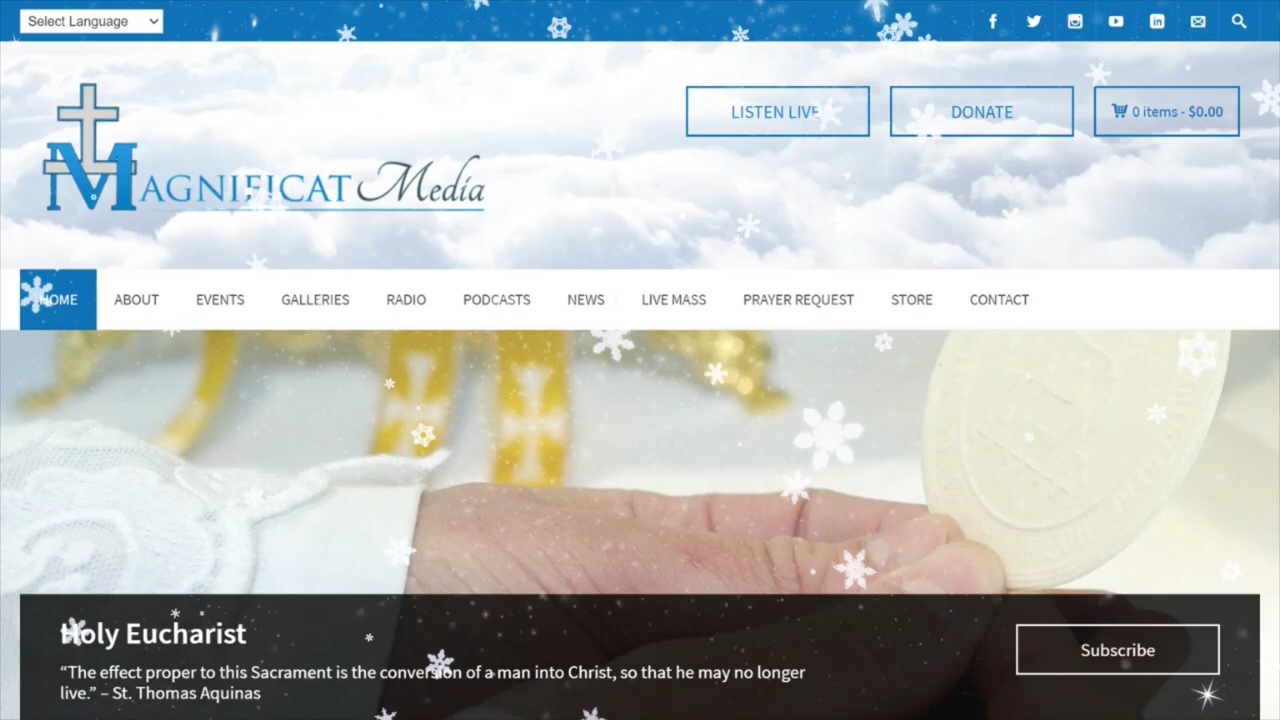 Select Language
LISTEN LIVE
DONATE
0 items - $0.00
MAGNIFICAT Media
HOME
ABOUT
EVENTS
GALLERIES
RADIO
PODCASTS
NEWS
LIVE MASS
PRAYER REQUEST
STORE
CONTACT
Holy Eucharist
“The effect proper to this Sacrament is the conversion of a man into Christ, so that he may no longer
live.” – St. Thomas Aquinas
Subscribe